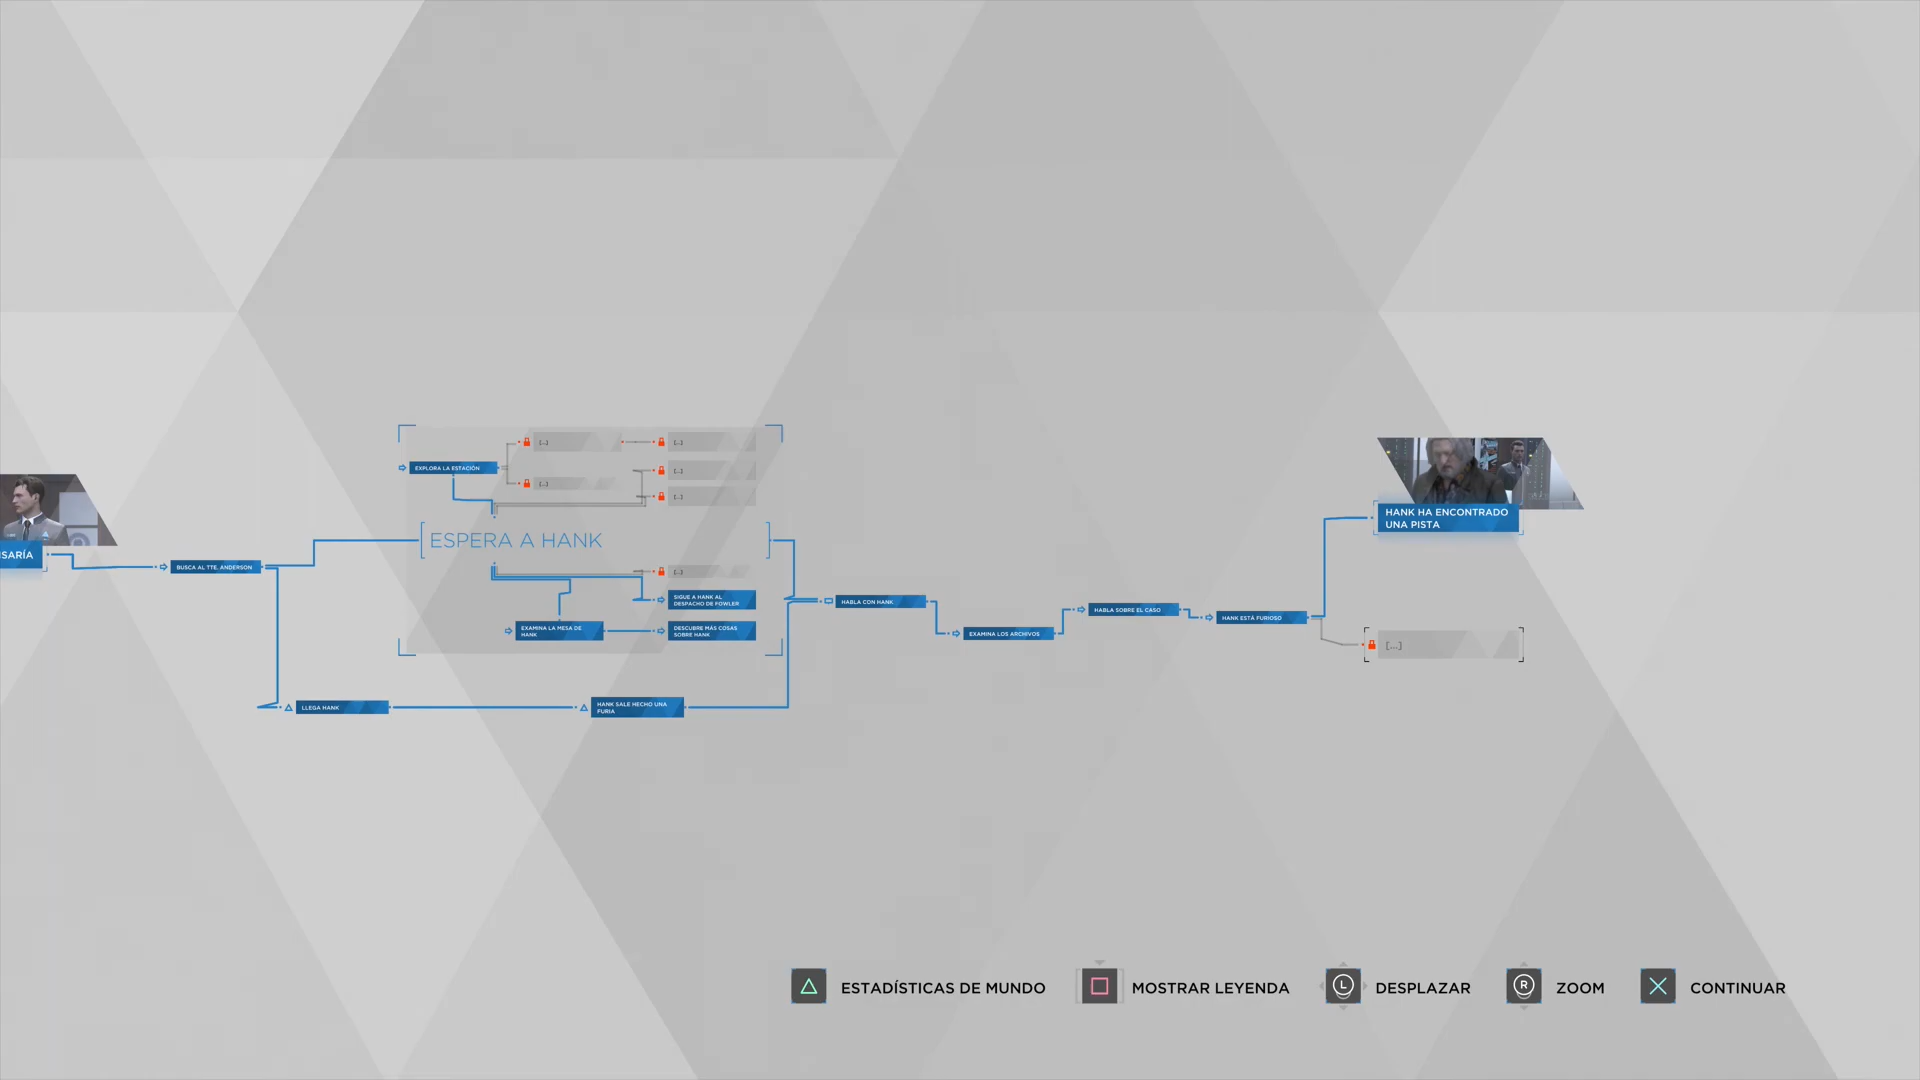 [...]
[...]
EXPLORA LA ESTACIÓN
[...]
[...]
[...]
HANK HA ENCONTRADO
UNA PISTA
ESPERA A HANK
SARÍA
BUSCA AL TTE. ANDERSON
[...]
SIGUE A HANK AL
DESPACHO DE FOWLER
HABLA CON HANK
HABLA SOBRE EL CASO
HANK ESTÁ FURIOSO
EXAMINA LA MESA DE
HANK
DESCUBRE MÁS COSAS
SOBRE HANK
EXAMINA LOS ARCHIVOS
[...]
LLEGA HANK
HANK SALE HECHO UNA
FURIA
ESTADÍSTICAS DE MUNDO
MOSTRAR LEYENDA
L
DESPLAZAR
R
ZOOM
CONTINUAR